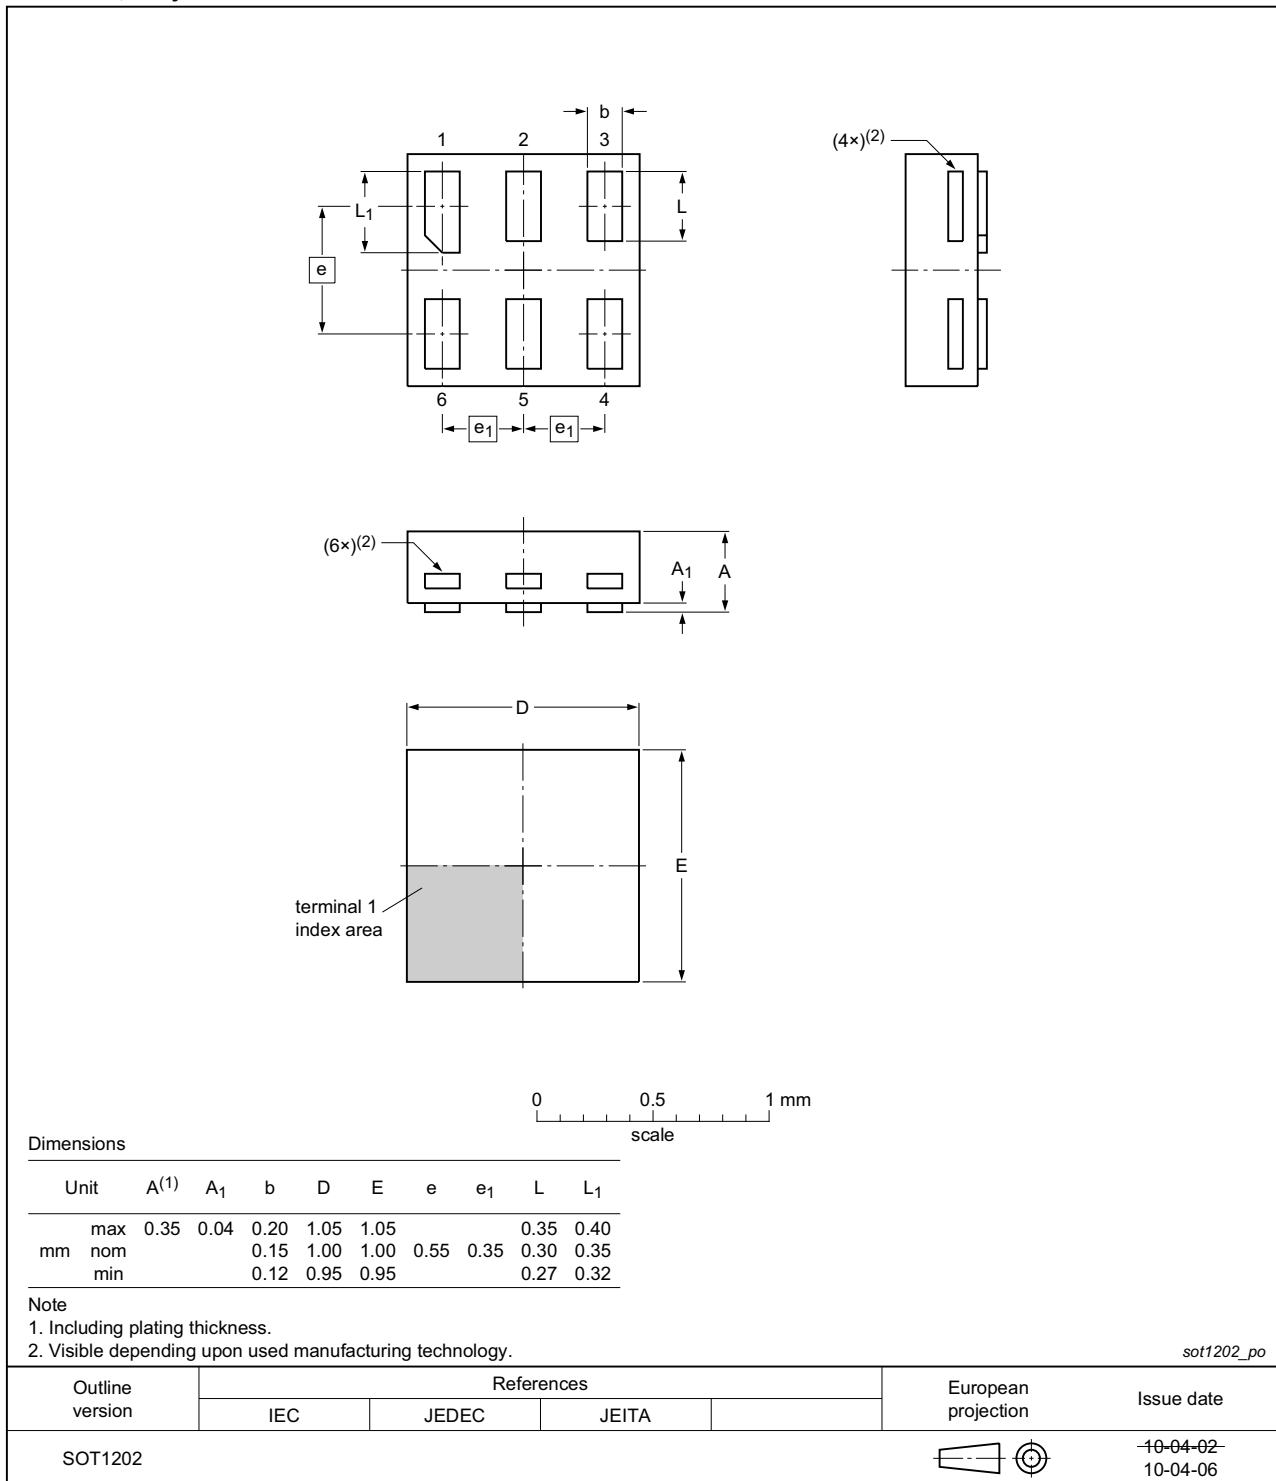 b
1 2 3
(4×)(2)
L1
L
e
6 5 4
e1 e1
(6×)(2)
A1 A
D
E
terminal 1
index area
0 0.5 1 mm
scale
Dimensions
Unit A(1) A1 b D E e e1 L L1
max 0.35 0.04 0.20 1.05 1.05 0.35 0.40
mm nom 0.15 1.00 1.00 0.55 0.35 0.30 0.35
min 0.12 0.95 0.95 0.27 0.32
Note
1. Including plating thickness.
2. Visible depending upon used manufacturing technology.
sot1202_po
Outline
version
References
IEC JEDEC JEITA
European
projection
Issue date
SOT1202
10-04-02
10-04-06